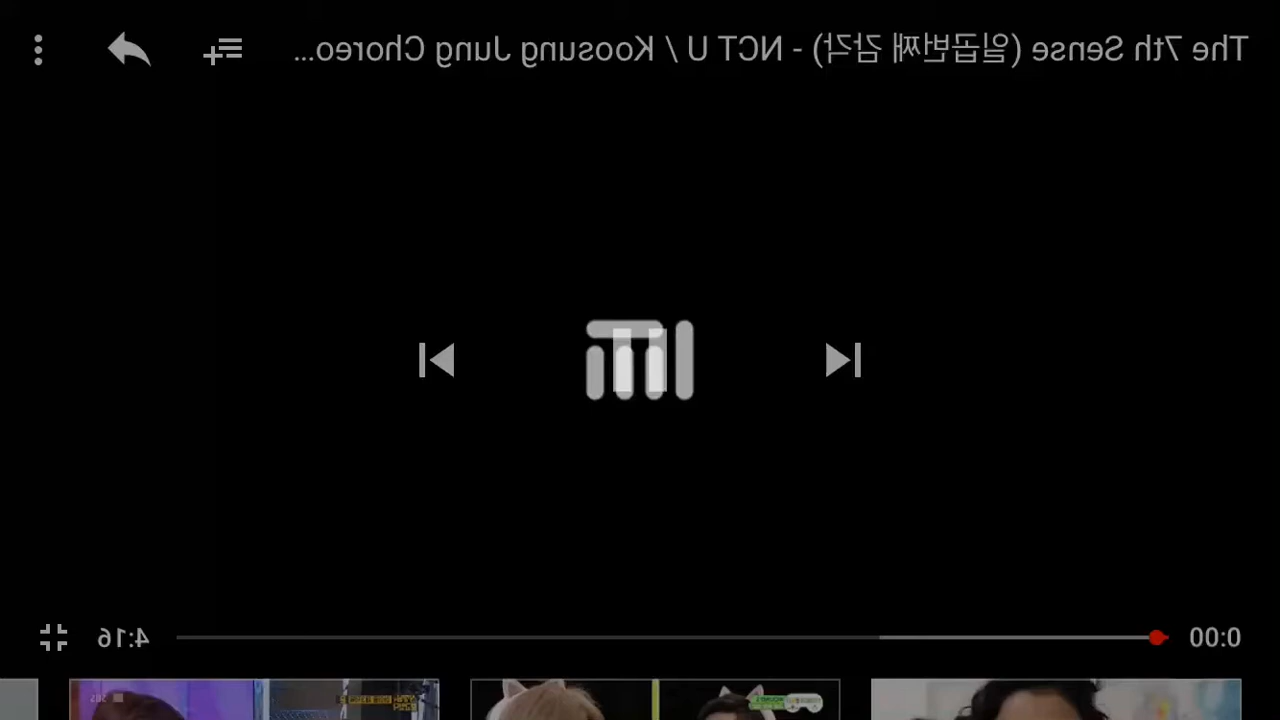 The 7th Sense (일곱번째 감각) - NCT U / Koosung Jung Choreo...
0:00
4:16